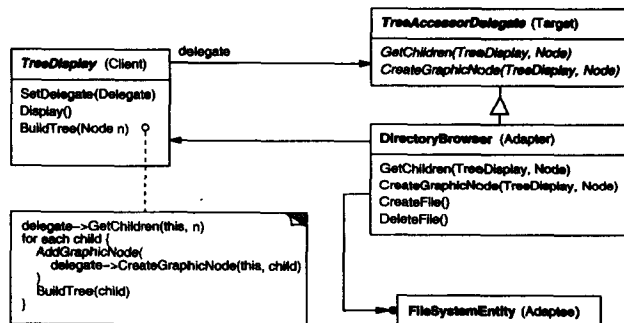 TreeAccessorDelegate (Target)
GetChildren(TreeDisplay, Node)
CreateGraphicNode(TreeDisplay, Node)
delegate
TreeDisplay (Client)
SetDelegate(Delegate)
Display()
BuildTree(Node n)
DirectoryBrowser (Adapter)
GetChildren(TreeDisplay, Node)
CreateGraphicNode(TreeDisplay, Node)
CreateFile()
DeleteFile()
delegate->GetChildren(this, n)
for each child {
AddGraphicNode(
delegate->CreateGraphicNode(this, child)
)
BuildTree(child)
}
FileSystemEntity (Adaptee)